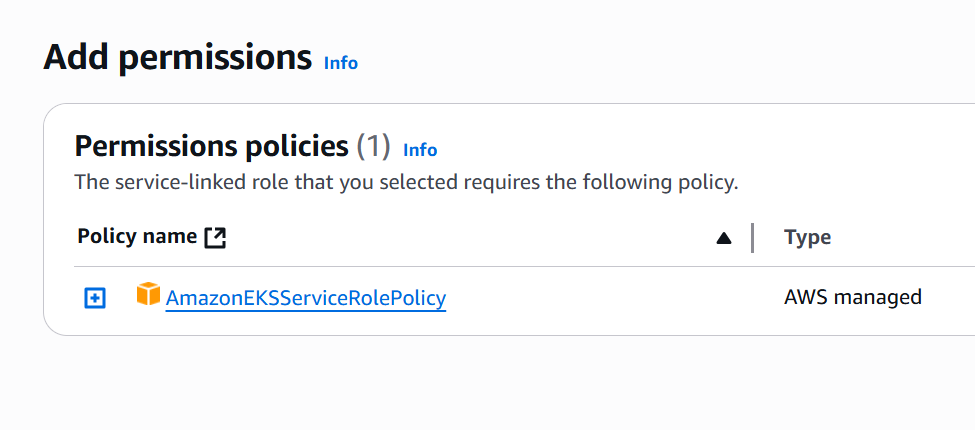 Add permissions Info
Permissions policies (1) Info
The service-linked role that you selected requires the following policy.
Policy name Type
AmazonEKSServiceRolePolicy AWS managed